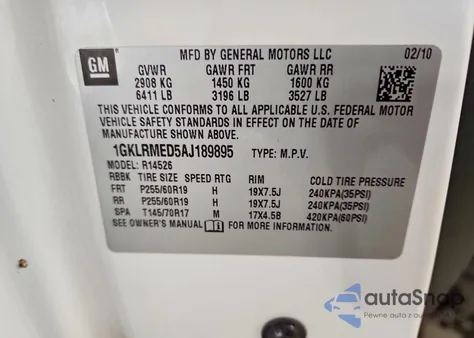 GM
MFD BY GENERAL MOTORS LLC 02/10
GVWR GAWR FRT GAWR RR
2908 KG 1450 KG 1600 KG
6411 LB 3196 LB 3527 LB
THIS VEHICLE CONFORMS TO ALL APPLICABLE U.S. FEDERAL MOTOR
VEHICLE SAFETY STANDARDS IN EFFECT ON THE DATE OF
MANUFACTURE SHOWN ABOVE.
1GKLRMED5AJ189895 TYPE: M.P.V.
MODEL: R14526
RBBK TIRE SIZE SPEED RTG RIM COLD TIRE PRESSURE
FRT P255/60R19 H 19X7.5J 240KPA(35PSI)
RR P255/60R19 H 19X7.5J 240KPA(35PSI)
SPA T145/70R17 M 17X4.5B 420KPA(60PSI)
SEE OWNER'S MANUAL FOR MORE INFORMATION.
autaSnap
Pewne auta z aukcji